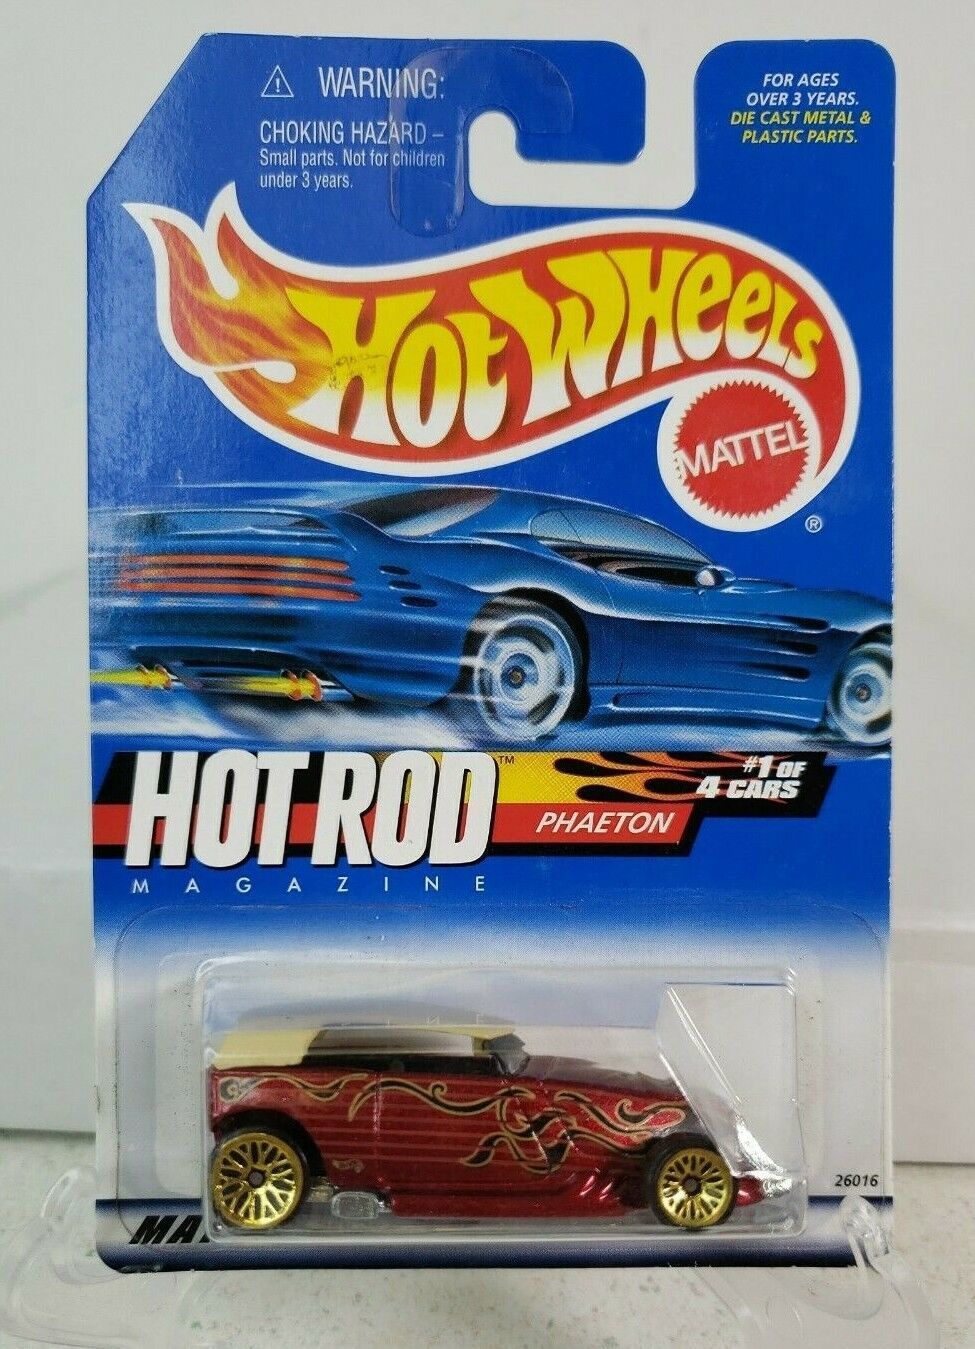 ⚠ WARNING:
CHOKING HAZARD –
Small parts. Not for children
under 3 years.
FOR AGES
OVER 3 YEARS.
DIE CAST METAL &
PLASTIC PARTS.
HOT WHEELS
MATTEL
®
HOT ROD ™
MAGAZINE
PHAETON
#1 OF
4 CARS
26016